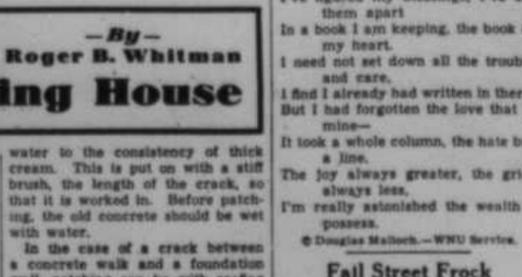 —By—
Roger B. Whitman
ing House
water to the consistency of thick
cream. This is put on with a stiff
brush, the length of the crack, so
that it is worked in. Before patch-
ing, the old concrete should be wet
with water.
In the case of a crack between
a concrete walk and a foundation
them apart
In a book I am keeping, the book
my heart.
I need not set down all the troub
and care,
I find I already had written in ther
But I had forgotten the love that
mine—
It took a whole column, the hate b
a line.
The joy always greater, the gri
always less,
I'm really astonished the wealth
possess.
© Douglas Malloch.—WNU Service.
Fall Street Frock